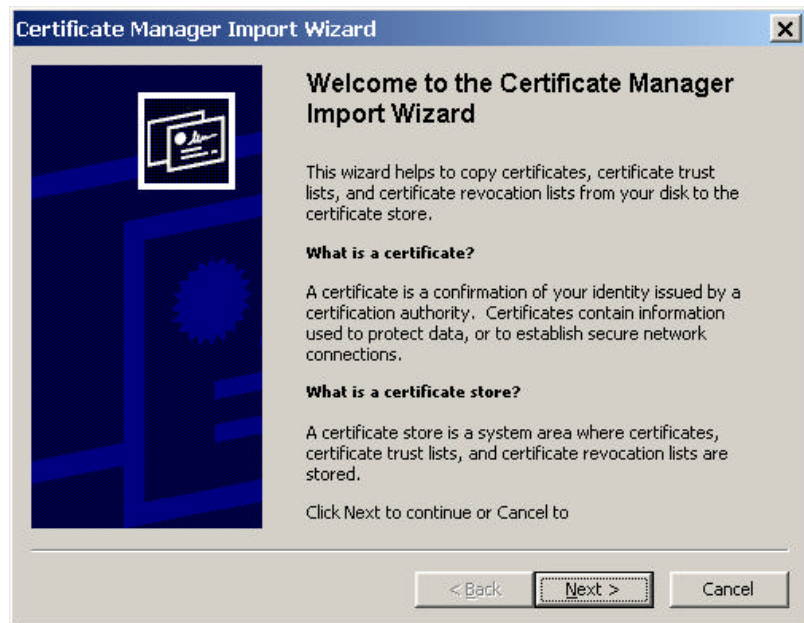 Certificate Manager Import Wizard
Welcome to the Certificate Manager
Import Wizard
This wizard helps to copy certificates, certificate trust
lists, and certificate revocation lists from your disk to the
certificate store.
What is a certificate?
A certificate is a confirmation of your identity issued by a
certification authority. Certificates contain information
used to protect data, or to establish secure network
connections.
What is a certificate store?
A certificate store is a system area where certificates,
certificate trust lists, and certificate revocation lists are
stored.
Click Next to continue or Cancel to
< Back Next > Cancel